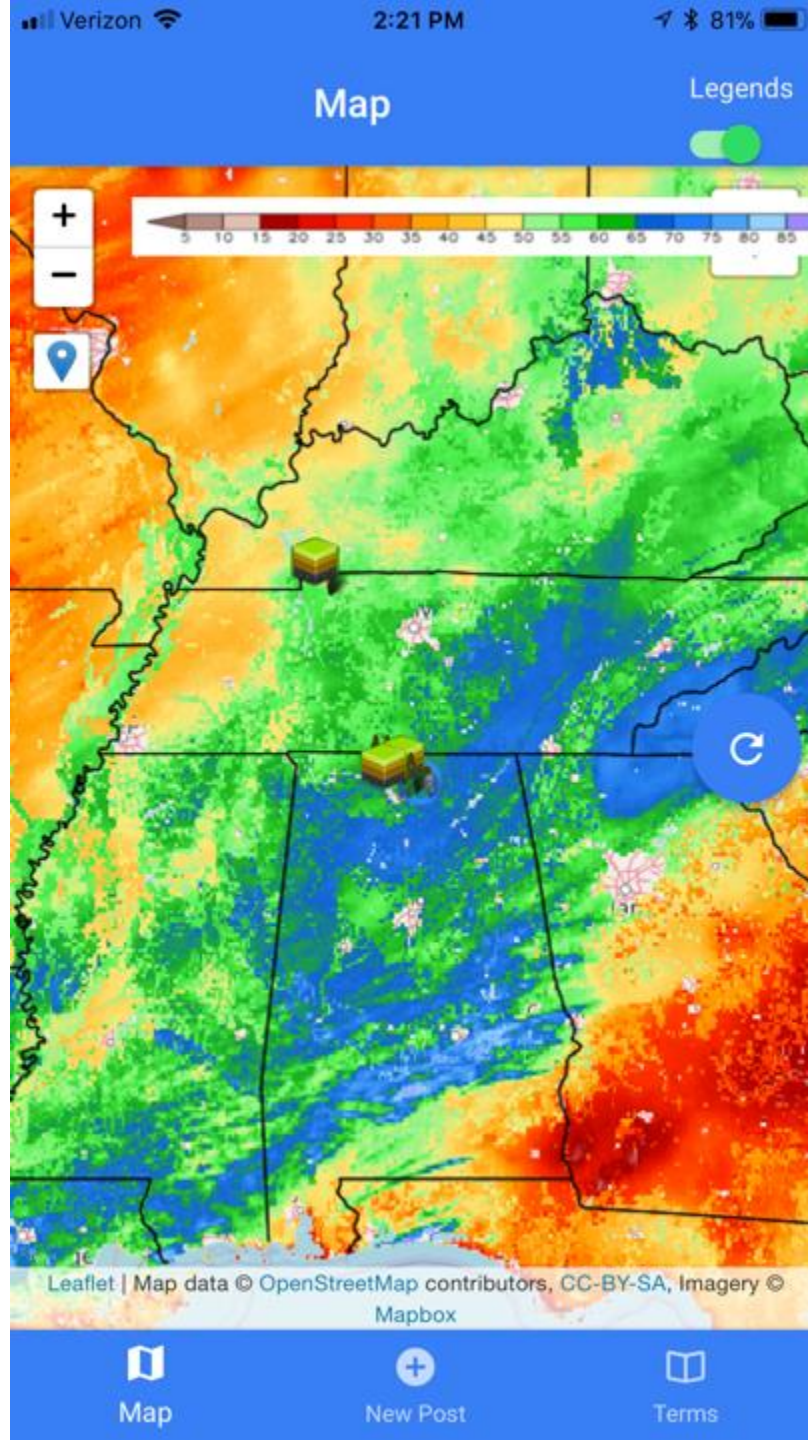 Verizon 2:21 PM 81%
Map
Legends
+
5 10 15 20 25 30 35 40 45 50 55 60 65 70 75 80 85
−
Leaflet | Map data © OpenStreetMap contributors, CC-BY-SA, Imagery ©
Mapbox
Map New Post Terms